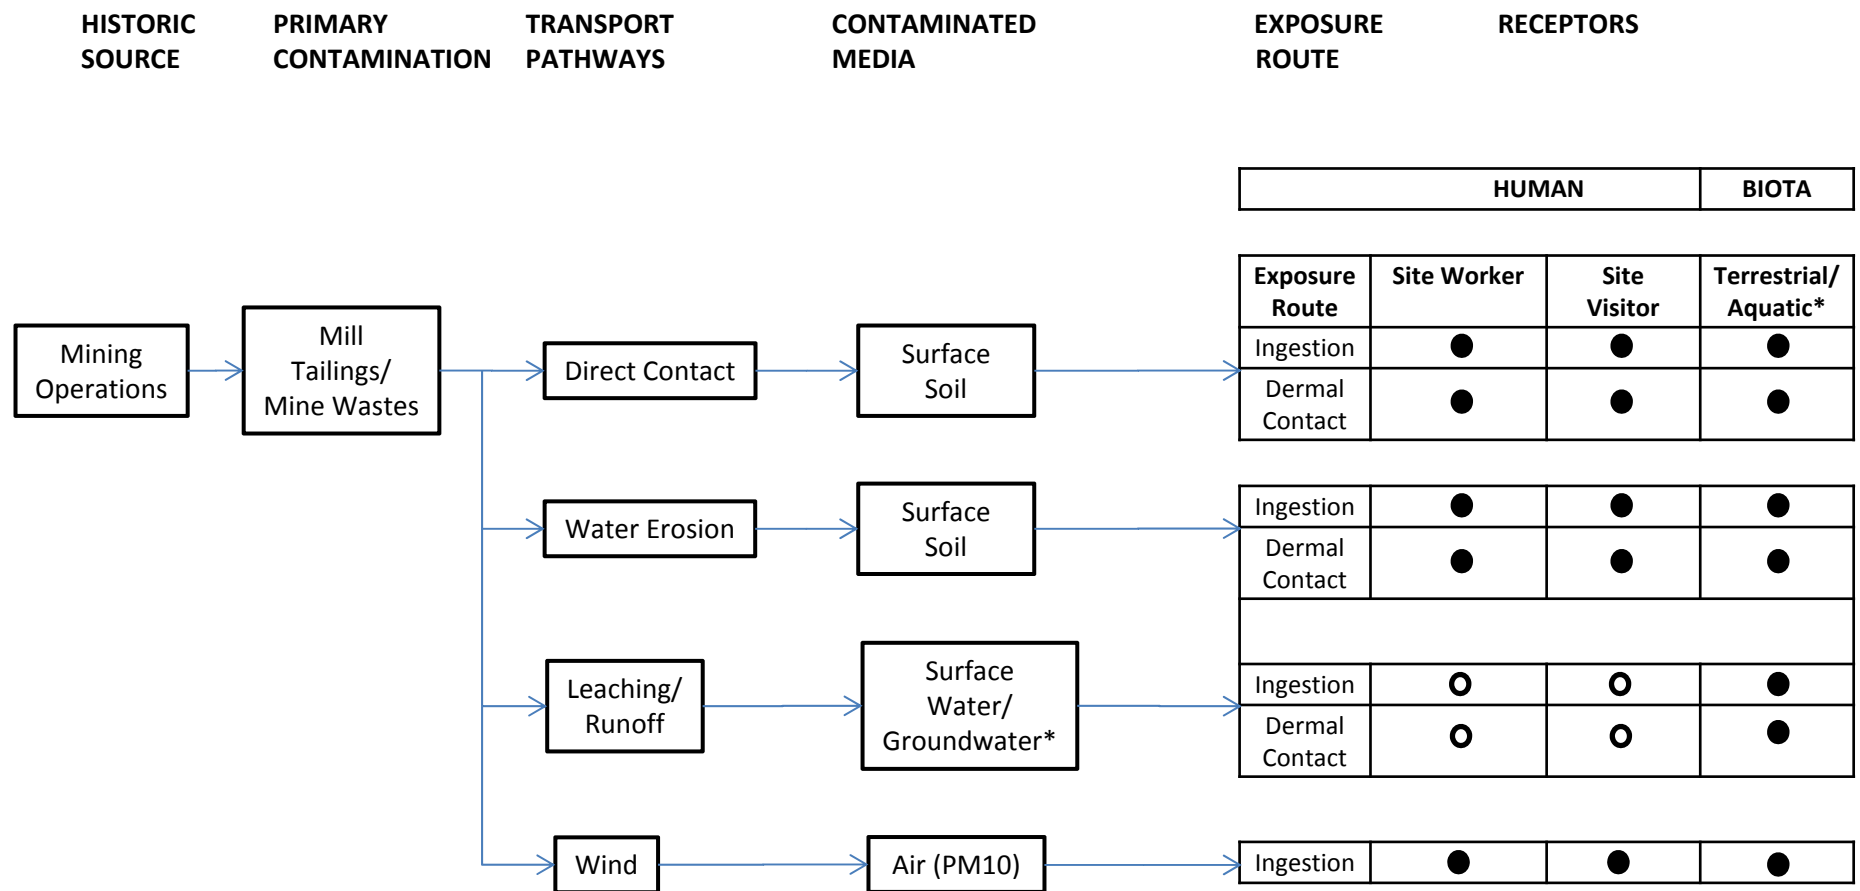 HISTORIC
SOURCE
PRIMARY
CONTAMINATION
TRANSPORT
PATHWAYS
CONTAMINATED
MEDIA
EXPOSURE
ROUTE
RECEPTORS
HUMAN
BIOTA
Exposure
Route
Site Worker
Site
Visitor
Terrestrial/
Aquatic*
Mining
Operations
Mill
Tailings/
Mine Wastes
Direct Contact
Surface
Soil
Ingestion
Dermal
Contact
Water Erosion
Surface
Soil
Ingestion
Dermal
Contact
Leaching/
Runoff
Surface
Water/
Groundwater*
Ingestion
Dermal
Contact
Wind
Air (PM10)
Ingestion